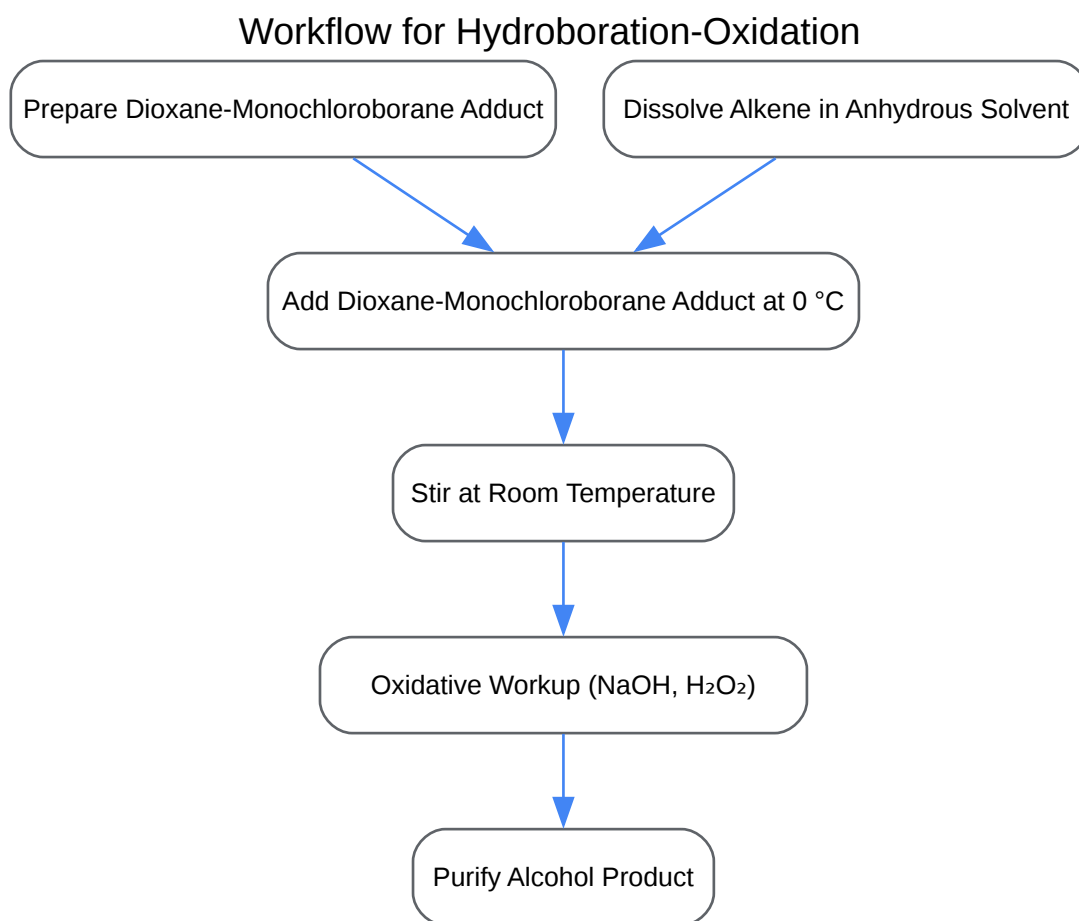 Workflow for Hydroboration-Oxidation
Prepare Dioxane-Monochloroborane Adduct
Dissolve Alkene in Anhydrous Solvent
Add Dioxane-Monochloroborane Adduct at 0 °C
Stir at Room Temperature
Oxidative Workup (NaOH, H₂O₂)
Purify Alcohol Product